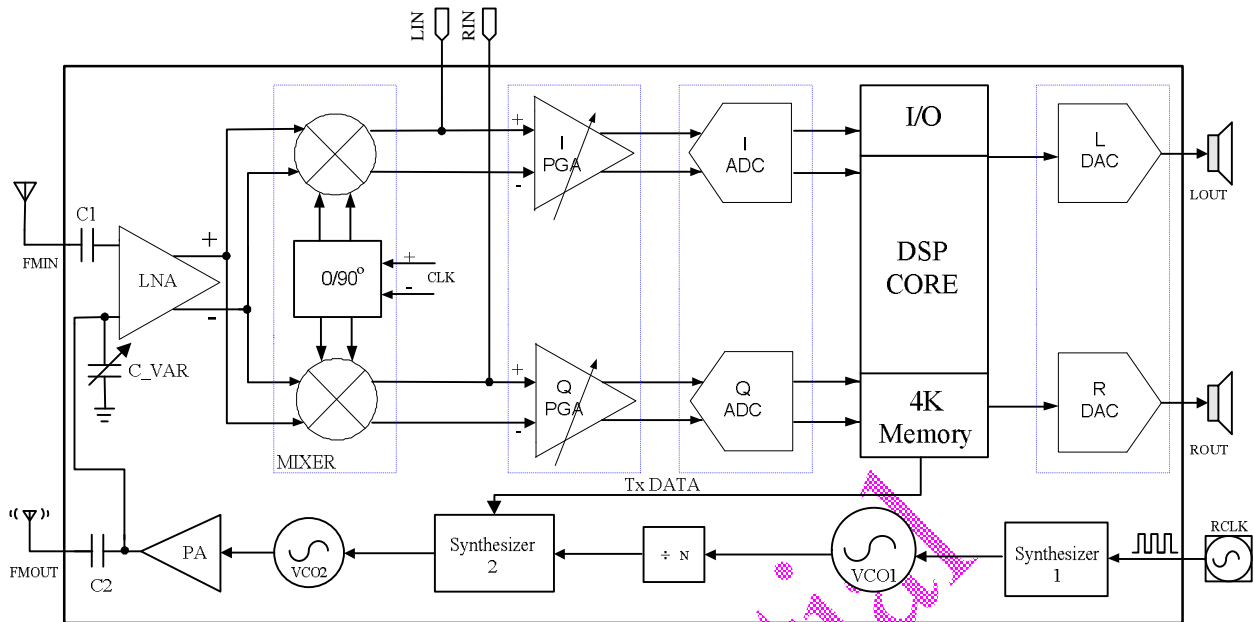 LIN
RIN
+
I
PGA
-
I
ADC
I/O
DSP
CORE
4K
Memory
L
DAC
LOUT
C1
FMIN
LNA
+
-
C_VAR
0/90°
+
CLK
-
MIXER
+
Q
PGA
-
Q
ADC
R
DAC
ROUT
Tx DATA
FMOUT
C2
PA
VCO2
Synthesizer
2
÷ N
VCO1
Synthesizer
1
RCLK